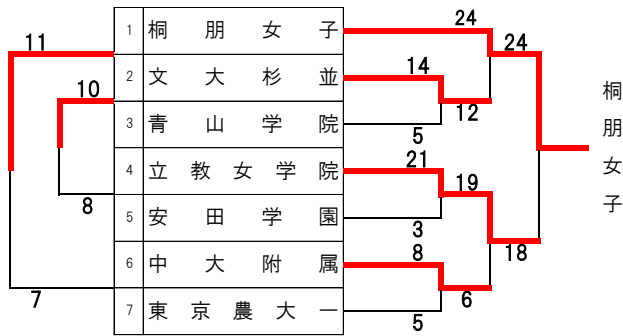 11
10
8
7
1 桐朋女子
2 文大杉並
3 青山学院
4 立教女学院
5 安田学園
6 中大附属
7 東京農大一
24
14
12
5
21
19
3
8
6
5
24
18
桐朋女子